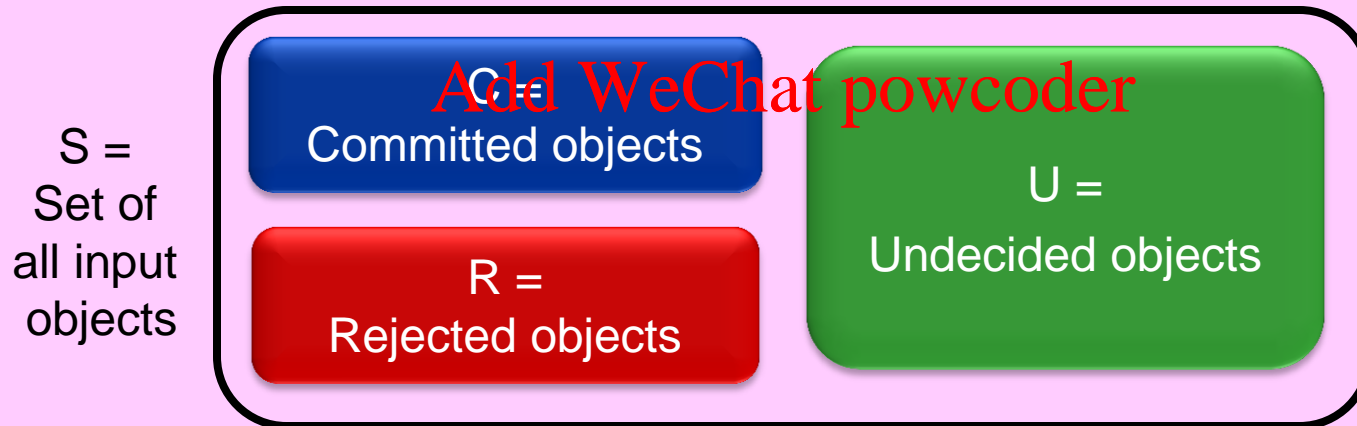 S =
Set of
all input
objects
C =
Committed objects
R =
Rejected objects
U =
Undecided objects
Add WeChat powcoder